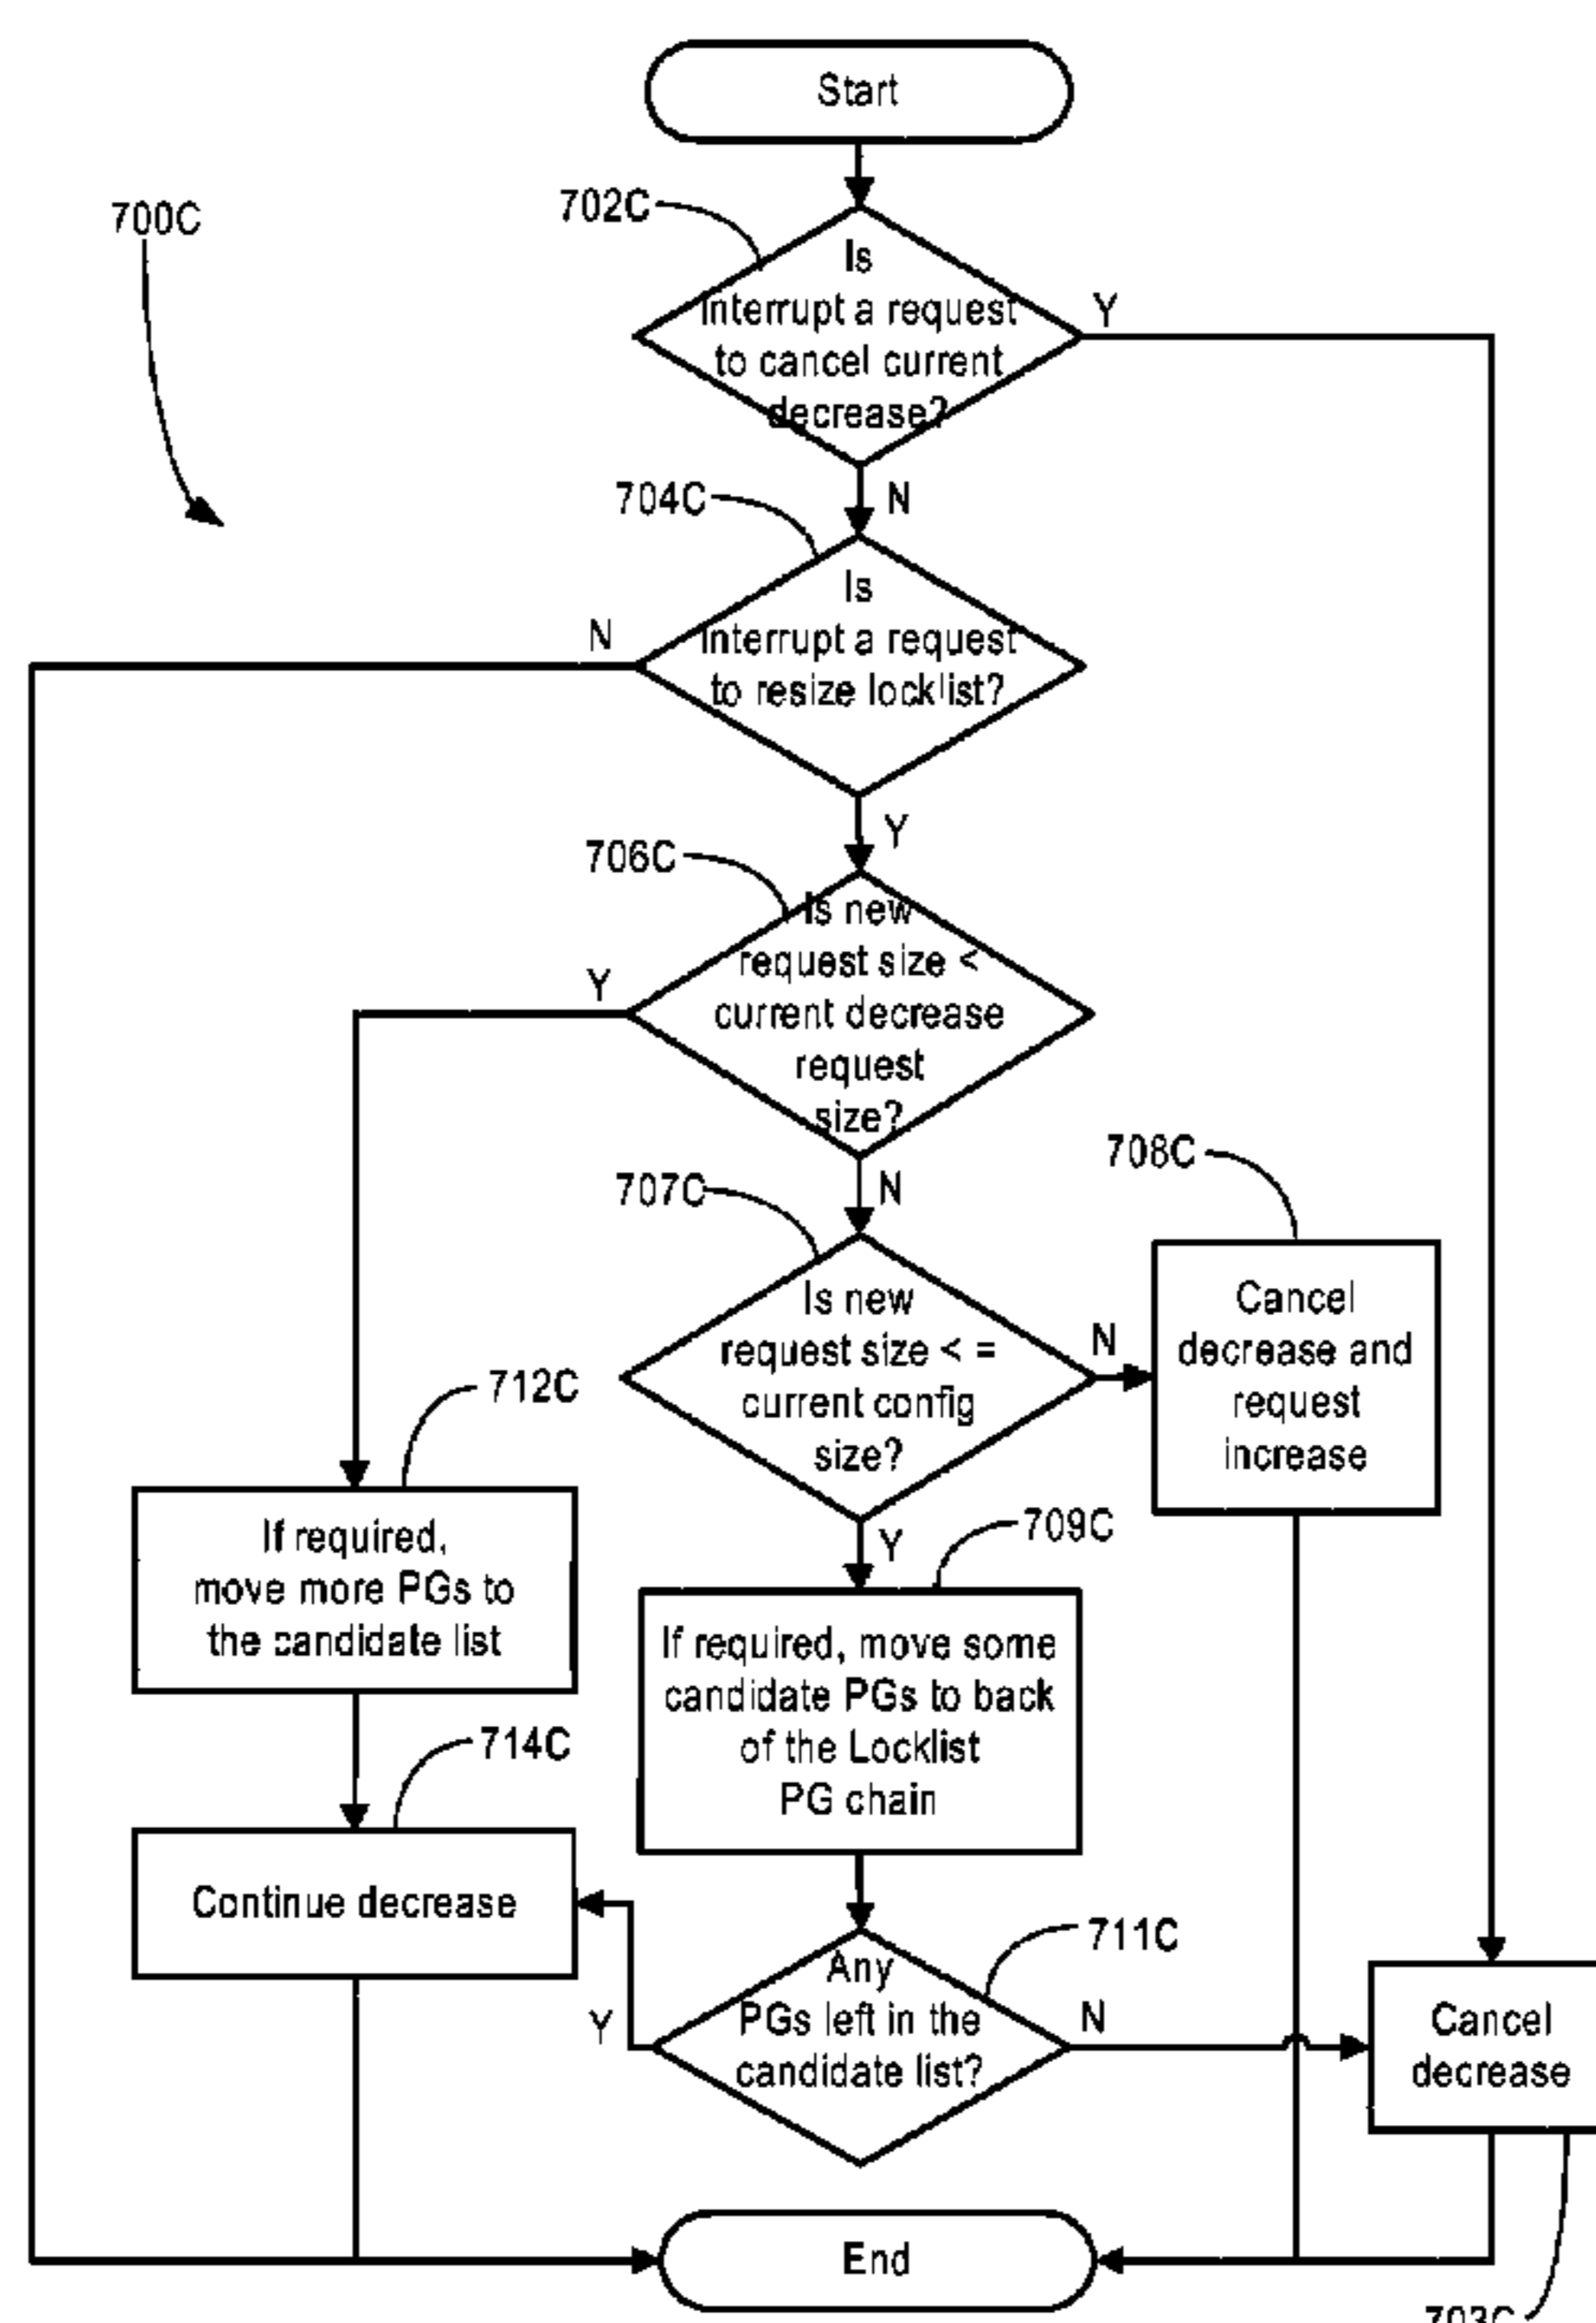 Start
702C
700C
Is
interrupt a request
to cancel current
decrease?
Y
N
704C
Is
interrupt a request
to resize locklist?
N
Y
706C
Is new
request size <
current decrease
request
size?
Y
N
707C
708C
Is new
request size < =
current config
size?
N
Cancel
decrease and
request
increase
712C
Y
709C
If required,
move more PGs to
the candidate list
If required, move some
candidate PGs to back
of the Locklist
PG chain
714C
Continue decrease
711C
Any
PGs left in the
candidate list?
Y
N
Cancel
decrease
End
703C